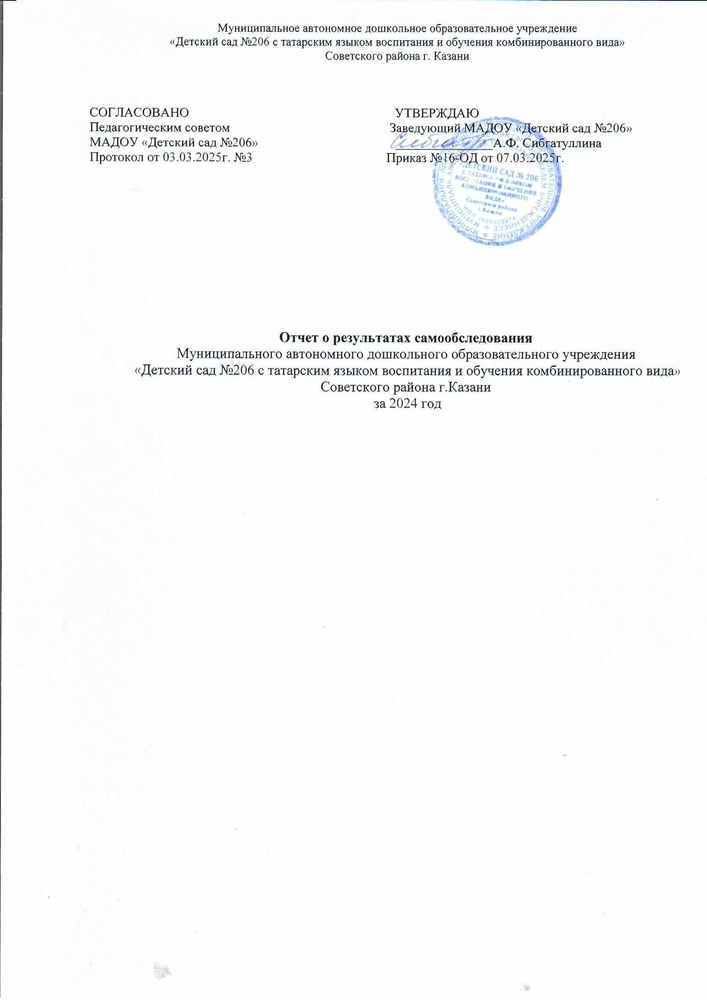 Муниципальное автономное дошкольное образовательное учреждение
«Детский сад №206 с татарским языком воспитания и обучения комбинированного вида»
Советского района г. Казани
СОГЛАСОВАНО
Педагогическим советом
МАДОУ «Детский сад №206»
Протокол от 03.03.2025г. №3
УТВЕРЖДАЮ
Заведующий МАДОУ «Детский сад №206»
А.Ф. Сибгатуллина
Приказ №16-ОД от 07.03.2025г.
«ДЕТСКИЙ САД № 206
С ТАТАРСКИМ ЯЗЫКОМ
ВОСПИТАНИЯ И ОБУЧЕНИЯ
КОМБИНИРОВАННОГО
ВИДА»
Советского района
г.Казани
ИНН 1660033974
Отчет о результатах самообследования
Муниципального автономного дошкольного образовательного учреждения
«Детский сад №206 с татарским языком воспитания и обучения комбинированного вида»
Советского района г.Казани
за 2024 год